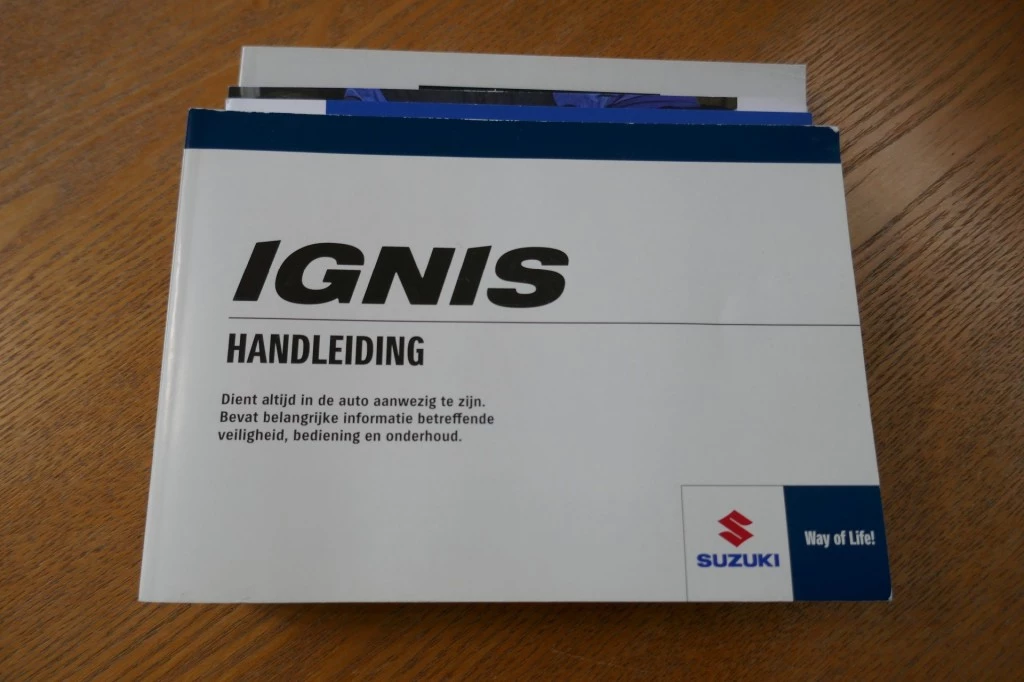 IGNIS
HANDLEIDING
Dient altijd in de auto aanwezig te zijn.
Bevat belangrijke informatie betreffende
veiligheid, bediening en onderhoud.
SUZUKI
Way of Life!